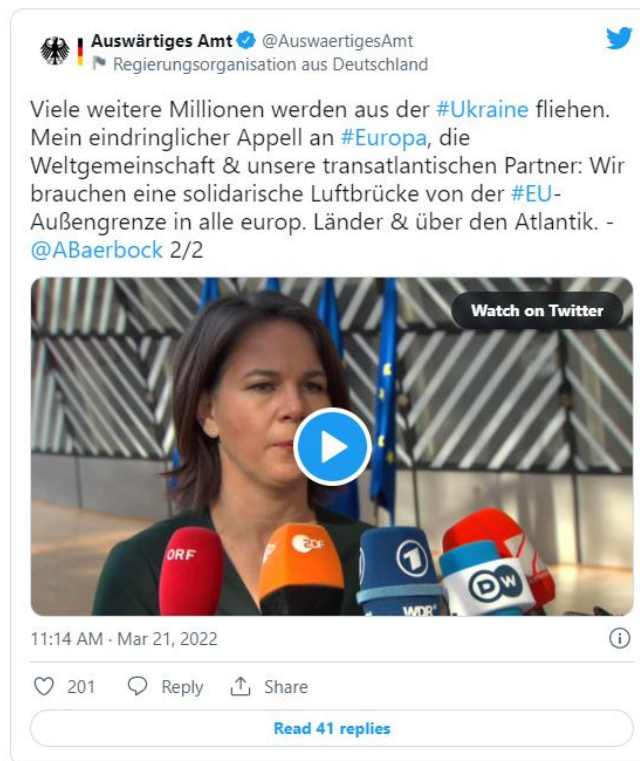 Auswärtiges Amt @AuswaertigesAmt
Regierungsorganisation aus Deutschland
Viele weitere Millionen werden aus der #Ukraine fliehen.
Mein eindringlicher Appell an #Europa, die
Weltgemeinschaft & unsere transatlantischen Partner: Wir
brauchen eine solidarische Luftbrücke von der #EU-
Außengrenze in alle europ. Länder & über den Atlantik. -
@ABaerbock 2/2
Watch on Twitter
ORF
ZDF
1
DW
WDR
11:14 AM · Mar 21, 2022
201 Reply Share
Read 41 replies